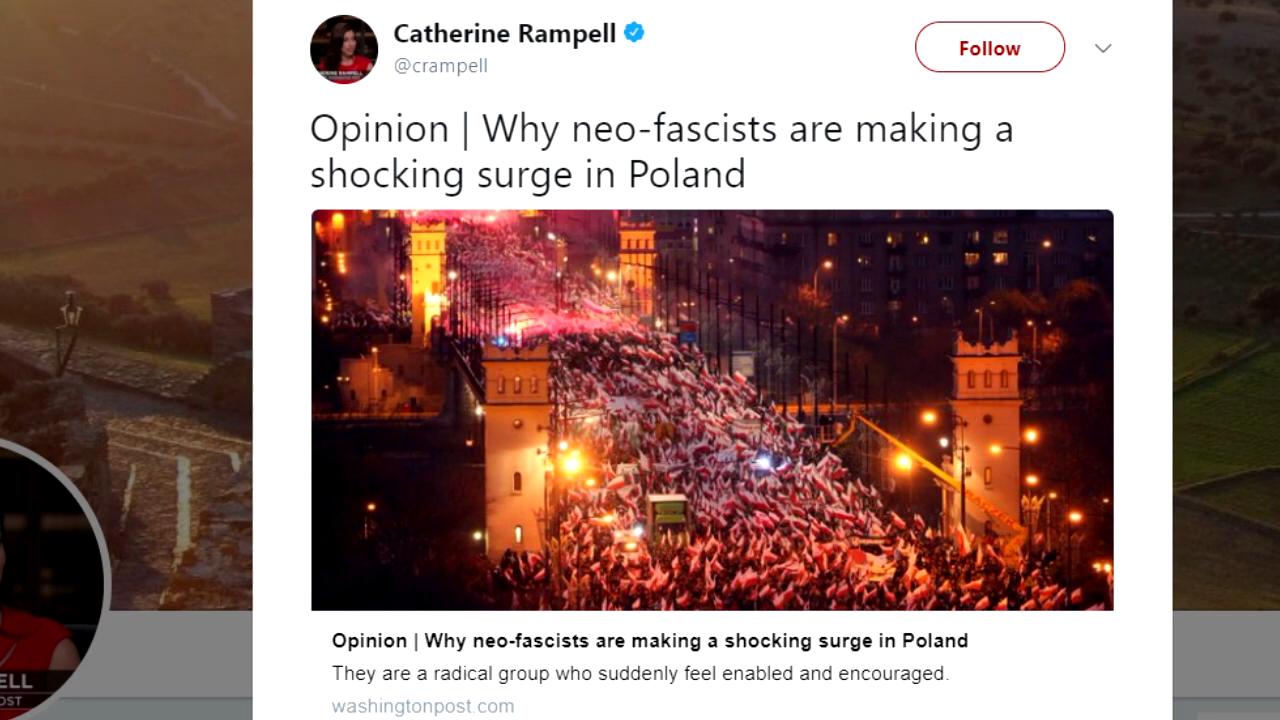 Catherine Rampell
@crampell
Follow
Opinion | Why neo-fascists are making a
shocking surge in Poland
Opinion | Why neo-fascists are making a shocking surge in Poland
They are a radical group who suddenly feel enabled and encouraged.
washingtonpost.com
ELL
OST